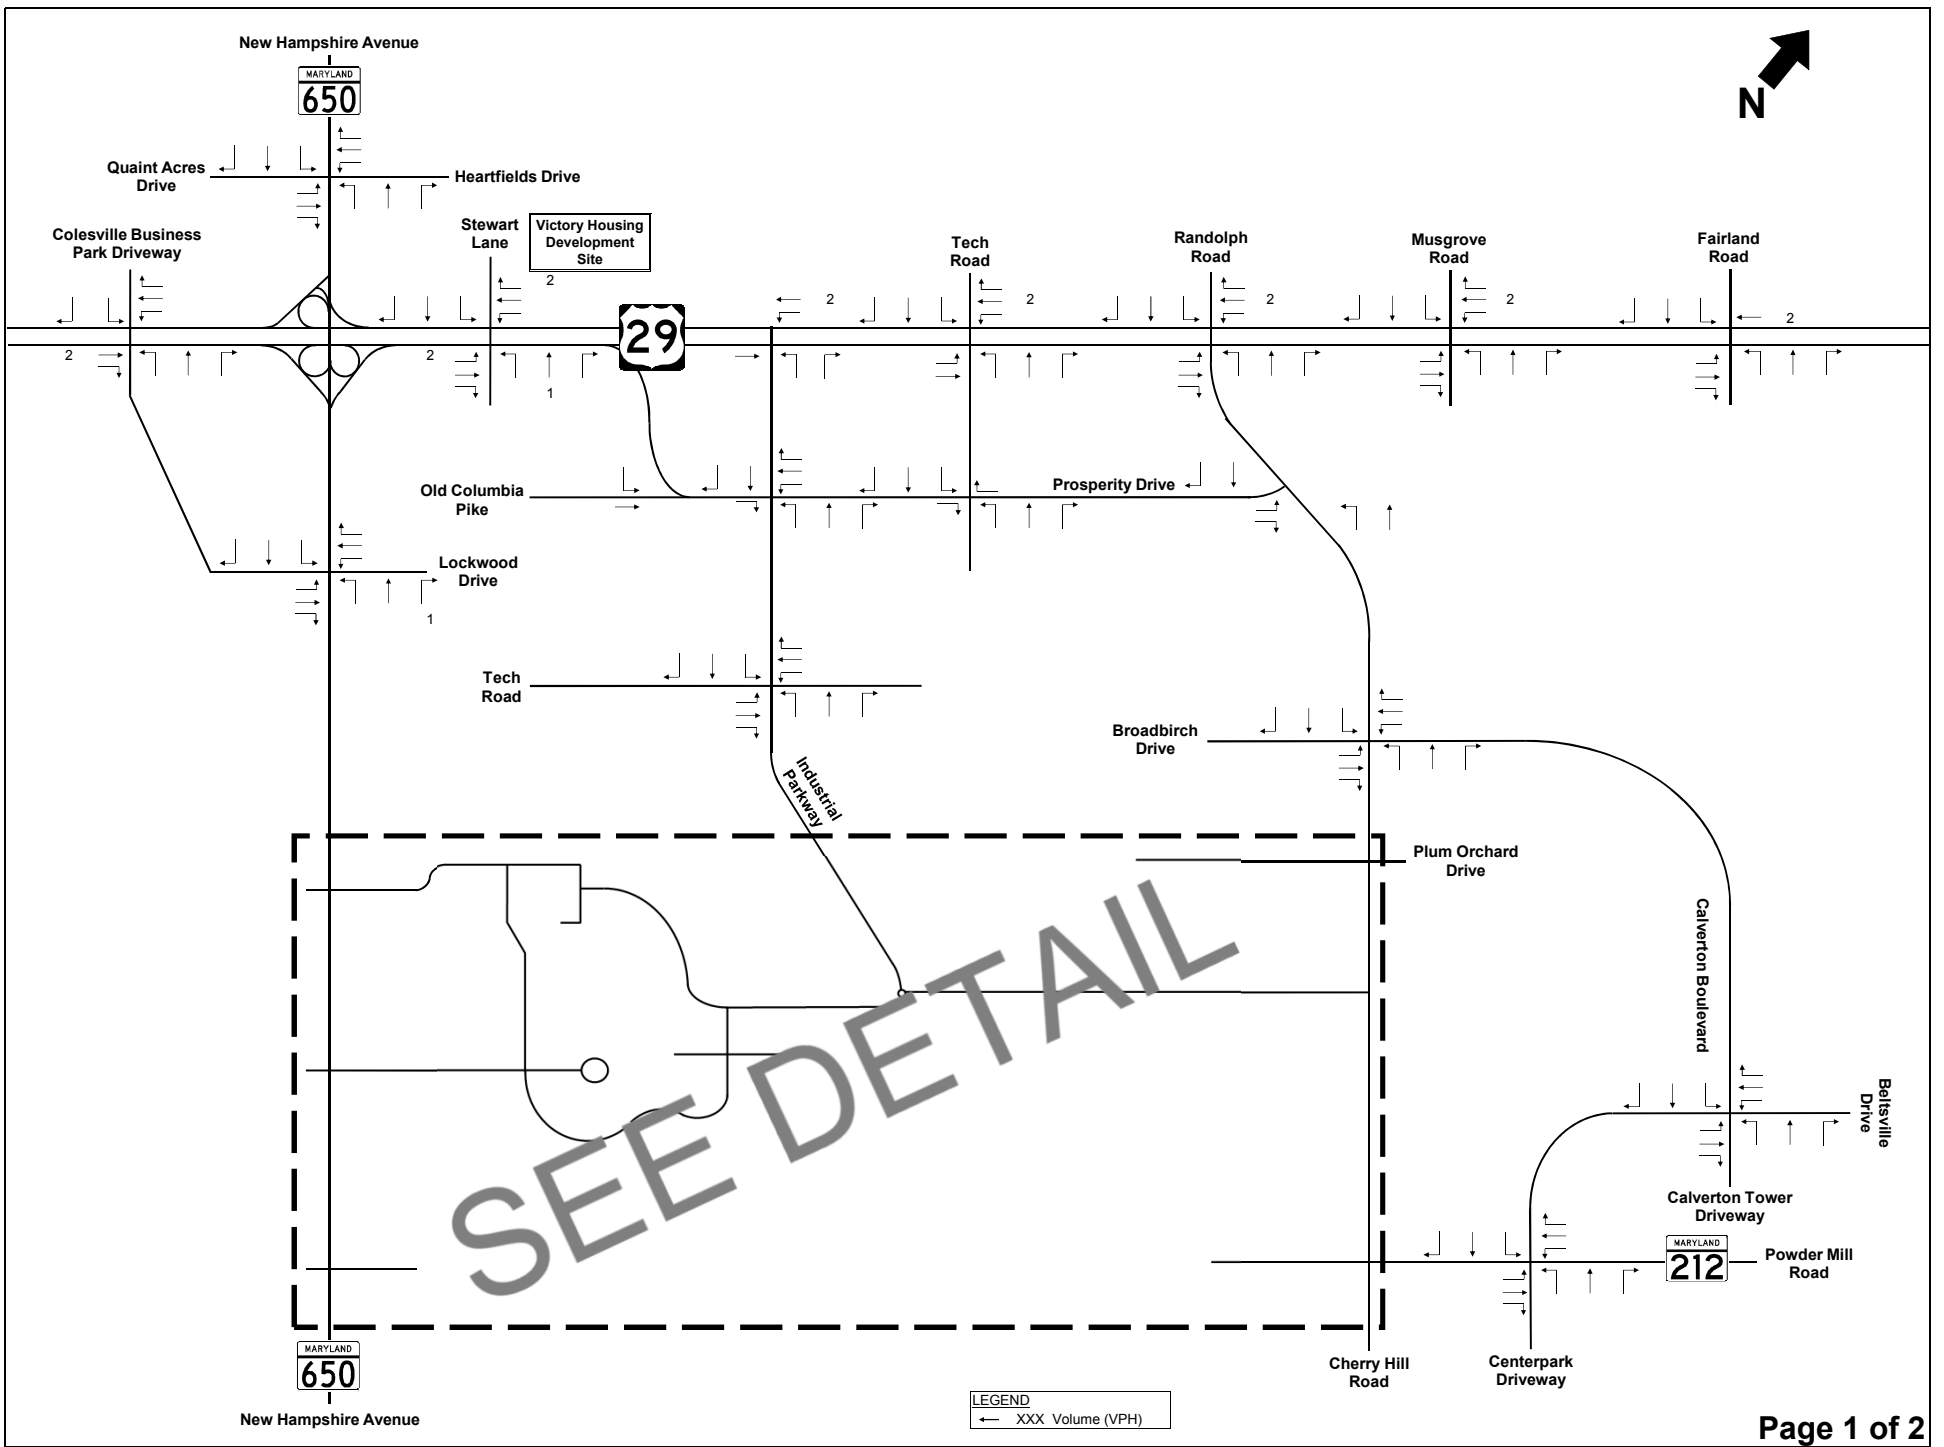 New Hampshire Avenue
MARYLAND
650
N
Quaint Acres
Drive
Heartfields Drive
Colesville Business
Park Driveway
Stewart
Lane
Victory Housing
Development
Site
Tech
Road
Randolph
Road
Musgrove
Road
Fairland
Road
2
2
2
2
2
2
29
2
2
1
Old Columbia
Pike
Prosperity Drive
Lockwood
Drive
1
Tech
Road
Broadbirch
Drive
Industrial
Parkway
Plum Orchard
Drive
Calverton Boulevard
SEE DETAIL
Beltsville
Drive
Calverton Tower
Driveway
MARYLAND
212
Powder Mill
Road
MARYLAND
650
New Hampshire Avenue
Cherry Hill
Road
Centerpark
Driveway
LEGEND
XXX Volume (VPH)
Page 1 of 2